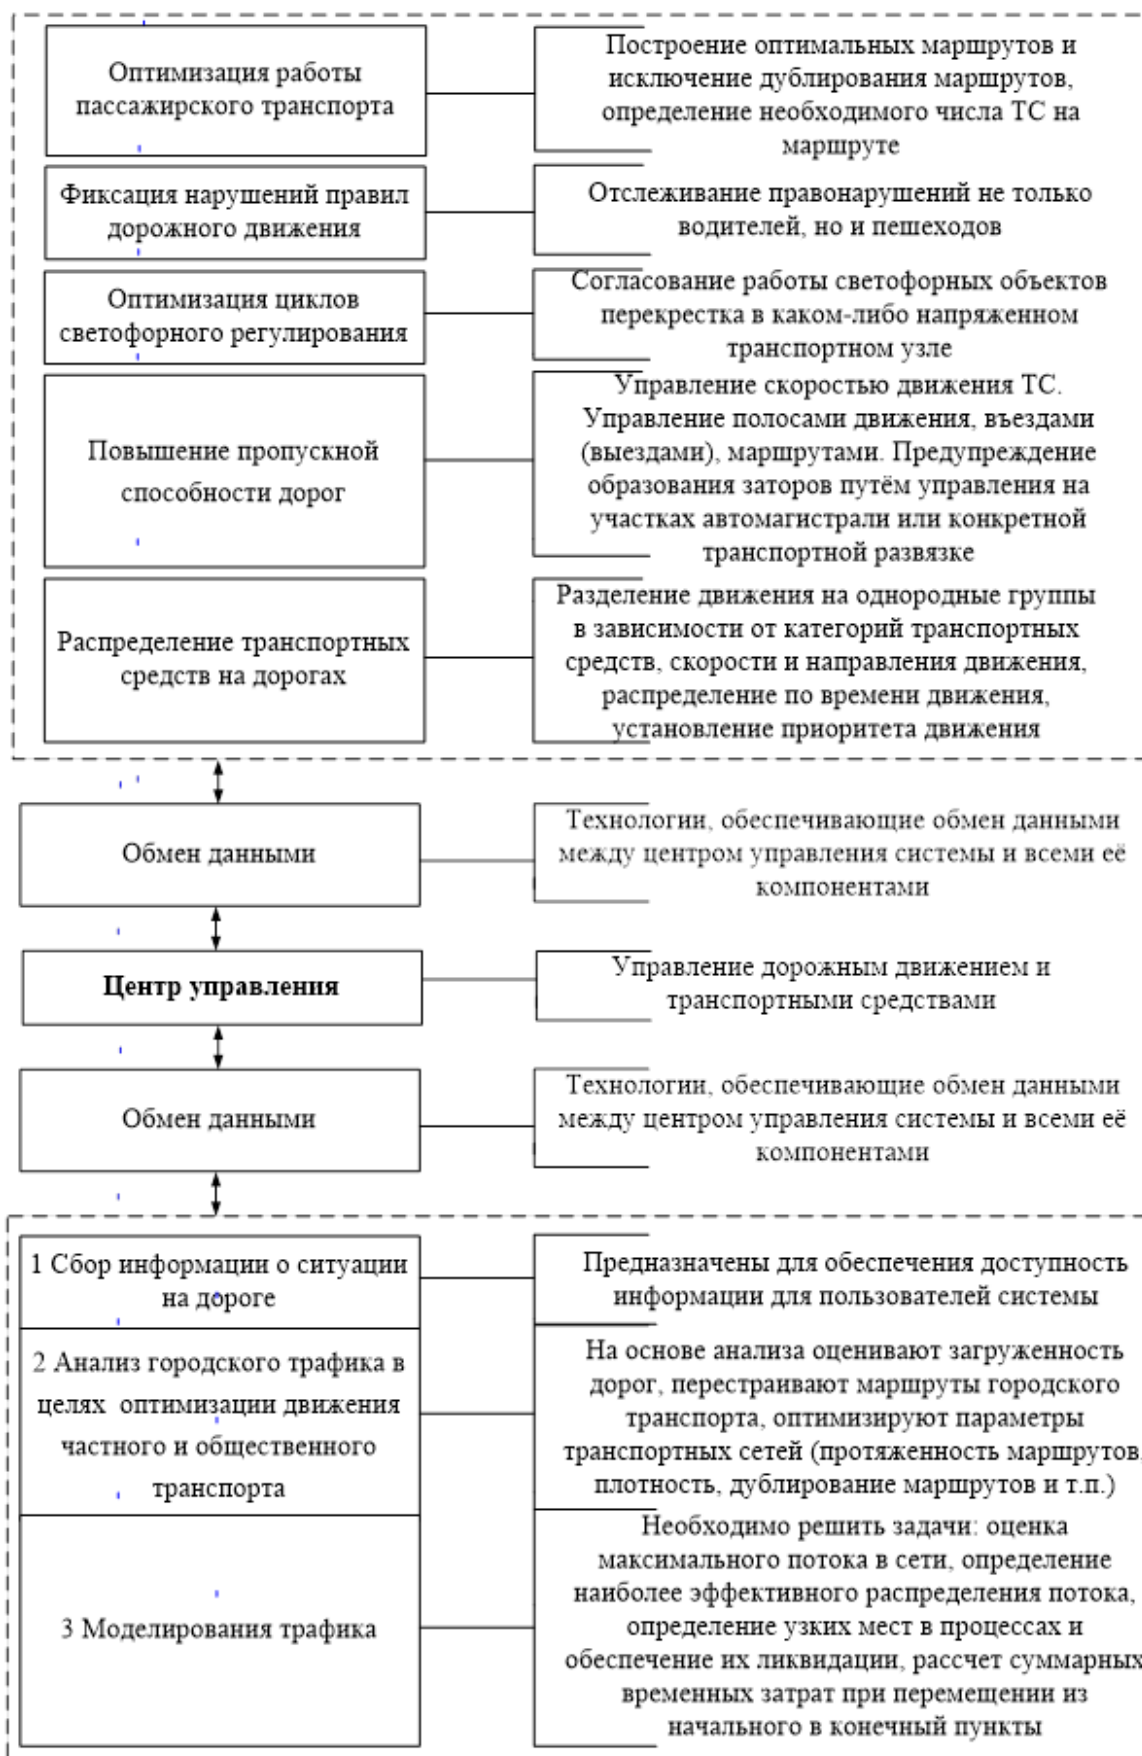 Оптимизация работы
пассажирского транспорта
Построение оптимальных маршрутов и
исключение дублирования маршрутов,
определение необходимого числа ТС на
маршруте
Фиксация нарушений правил
дорожного движения
Отслеживание правонарушений не только
водителей, но и пешеходов
Оптимизация циклов
светофорного регулирования
Согласование работы светофорных объектов
перекрестка в каком-либо напряженном
транспортном узле
Повышение пропускной
способности дорог
Управление скоростью движения ТС.
Управление полосами движения, въездами
(выездами), маршрутами. Предупреждение
образования заторов путём управления на
участках автомагистрали или конкретной
транспортной развязке
Распределение транспортных
средств на дорогах
Разделение движения на однородные группы
в зависимости от категорий транспортных
средств, скорости и направления движения,
распределение по времени движения,
установление приоритета движения
Обмен данными
Технологии, обеспечивающие обмен данными
между центром управления системы и всеми её
компонентами
Центр управления
Управление дорожным движением и
транспортными средствами
Обмен данными
Технологии, обеспечивающие обмен данными
между центром управления системы и всеми её
компонентами
1 Сбор информации о ситуации
на дороге
Предназначены для обеспечения доступность
информации для пользователей системы
2 Анализ городского трафика в
целях оптимизации движения
частного и общественного
транспорта
На основе анализа оценивают загруженность
дорог, перестраивают маршруты городского
транспорта, оптимизируют параметры
транспортных сетей (протяженность маршрутов,
плотность, дублирование маршрутов и т.п.)
3 Моделирования трафика
Необходимо решить задачи: оценка
максимального потока в сети, определение
наиболее эффективного распределения потока,
определение узких мест в процессах и
обеспечение их ликвидации, рассчет суммарных
временных затрат при перемещении из
начального в конечный пункты